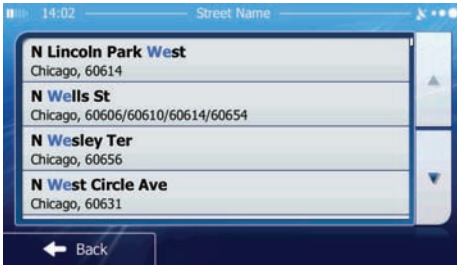 14:02 Street Name
N Lincoln Park West
Chicago, 60614
N Wells St
Chicago, 60606/60610/60614/60654
N Wesley Ter
Chicago, 60656
N West Circle Ave
Chicago, 60631
Back